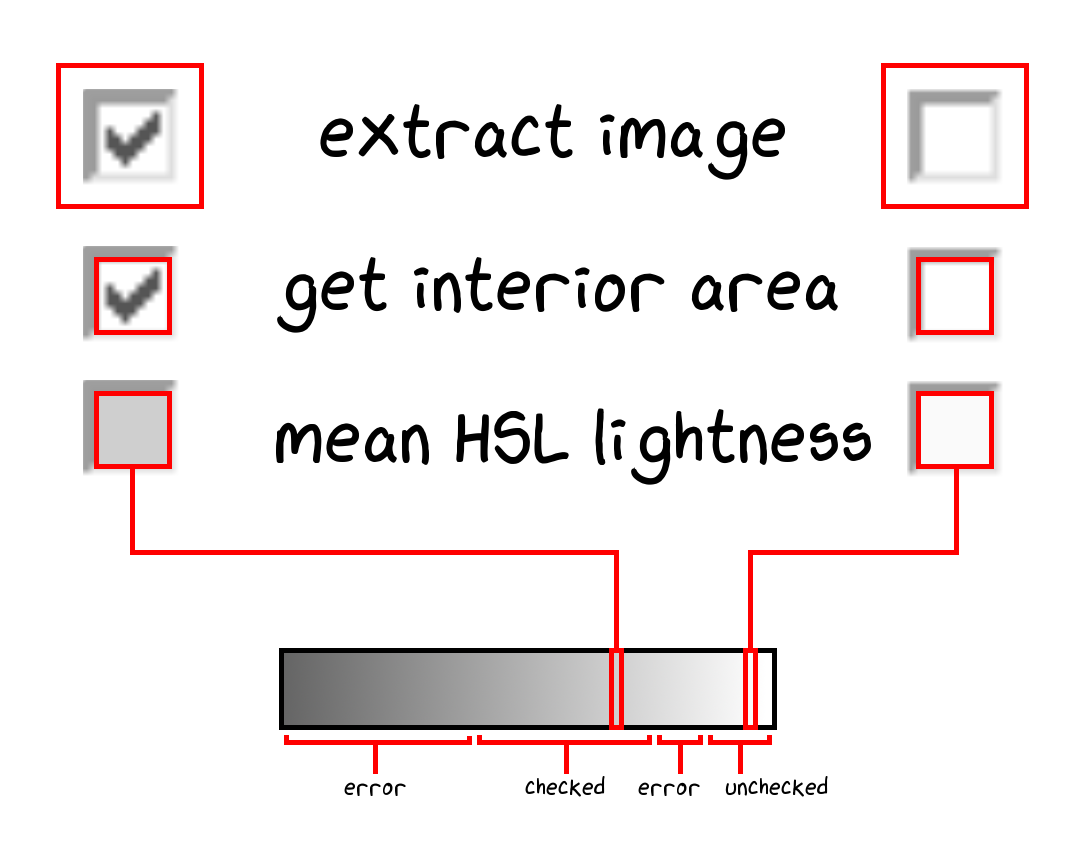 extract image
get interior area
mean HSL lightness
error checked error unchecked